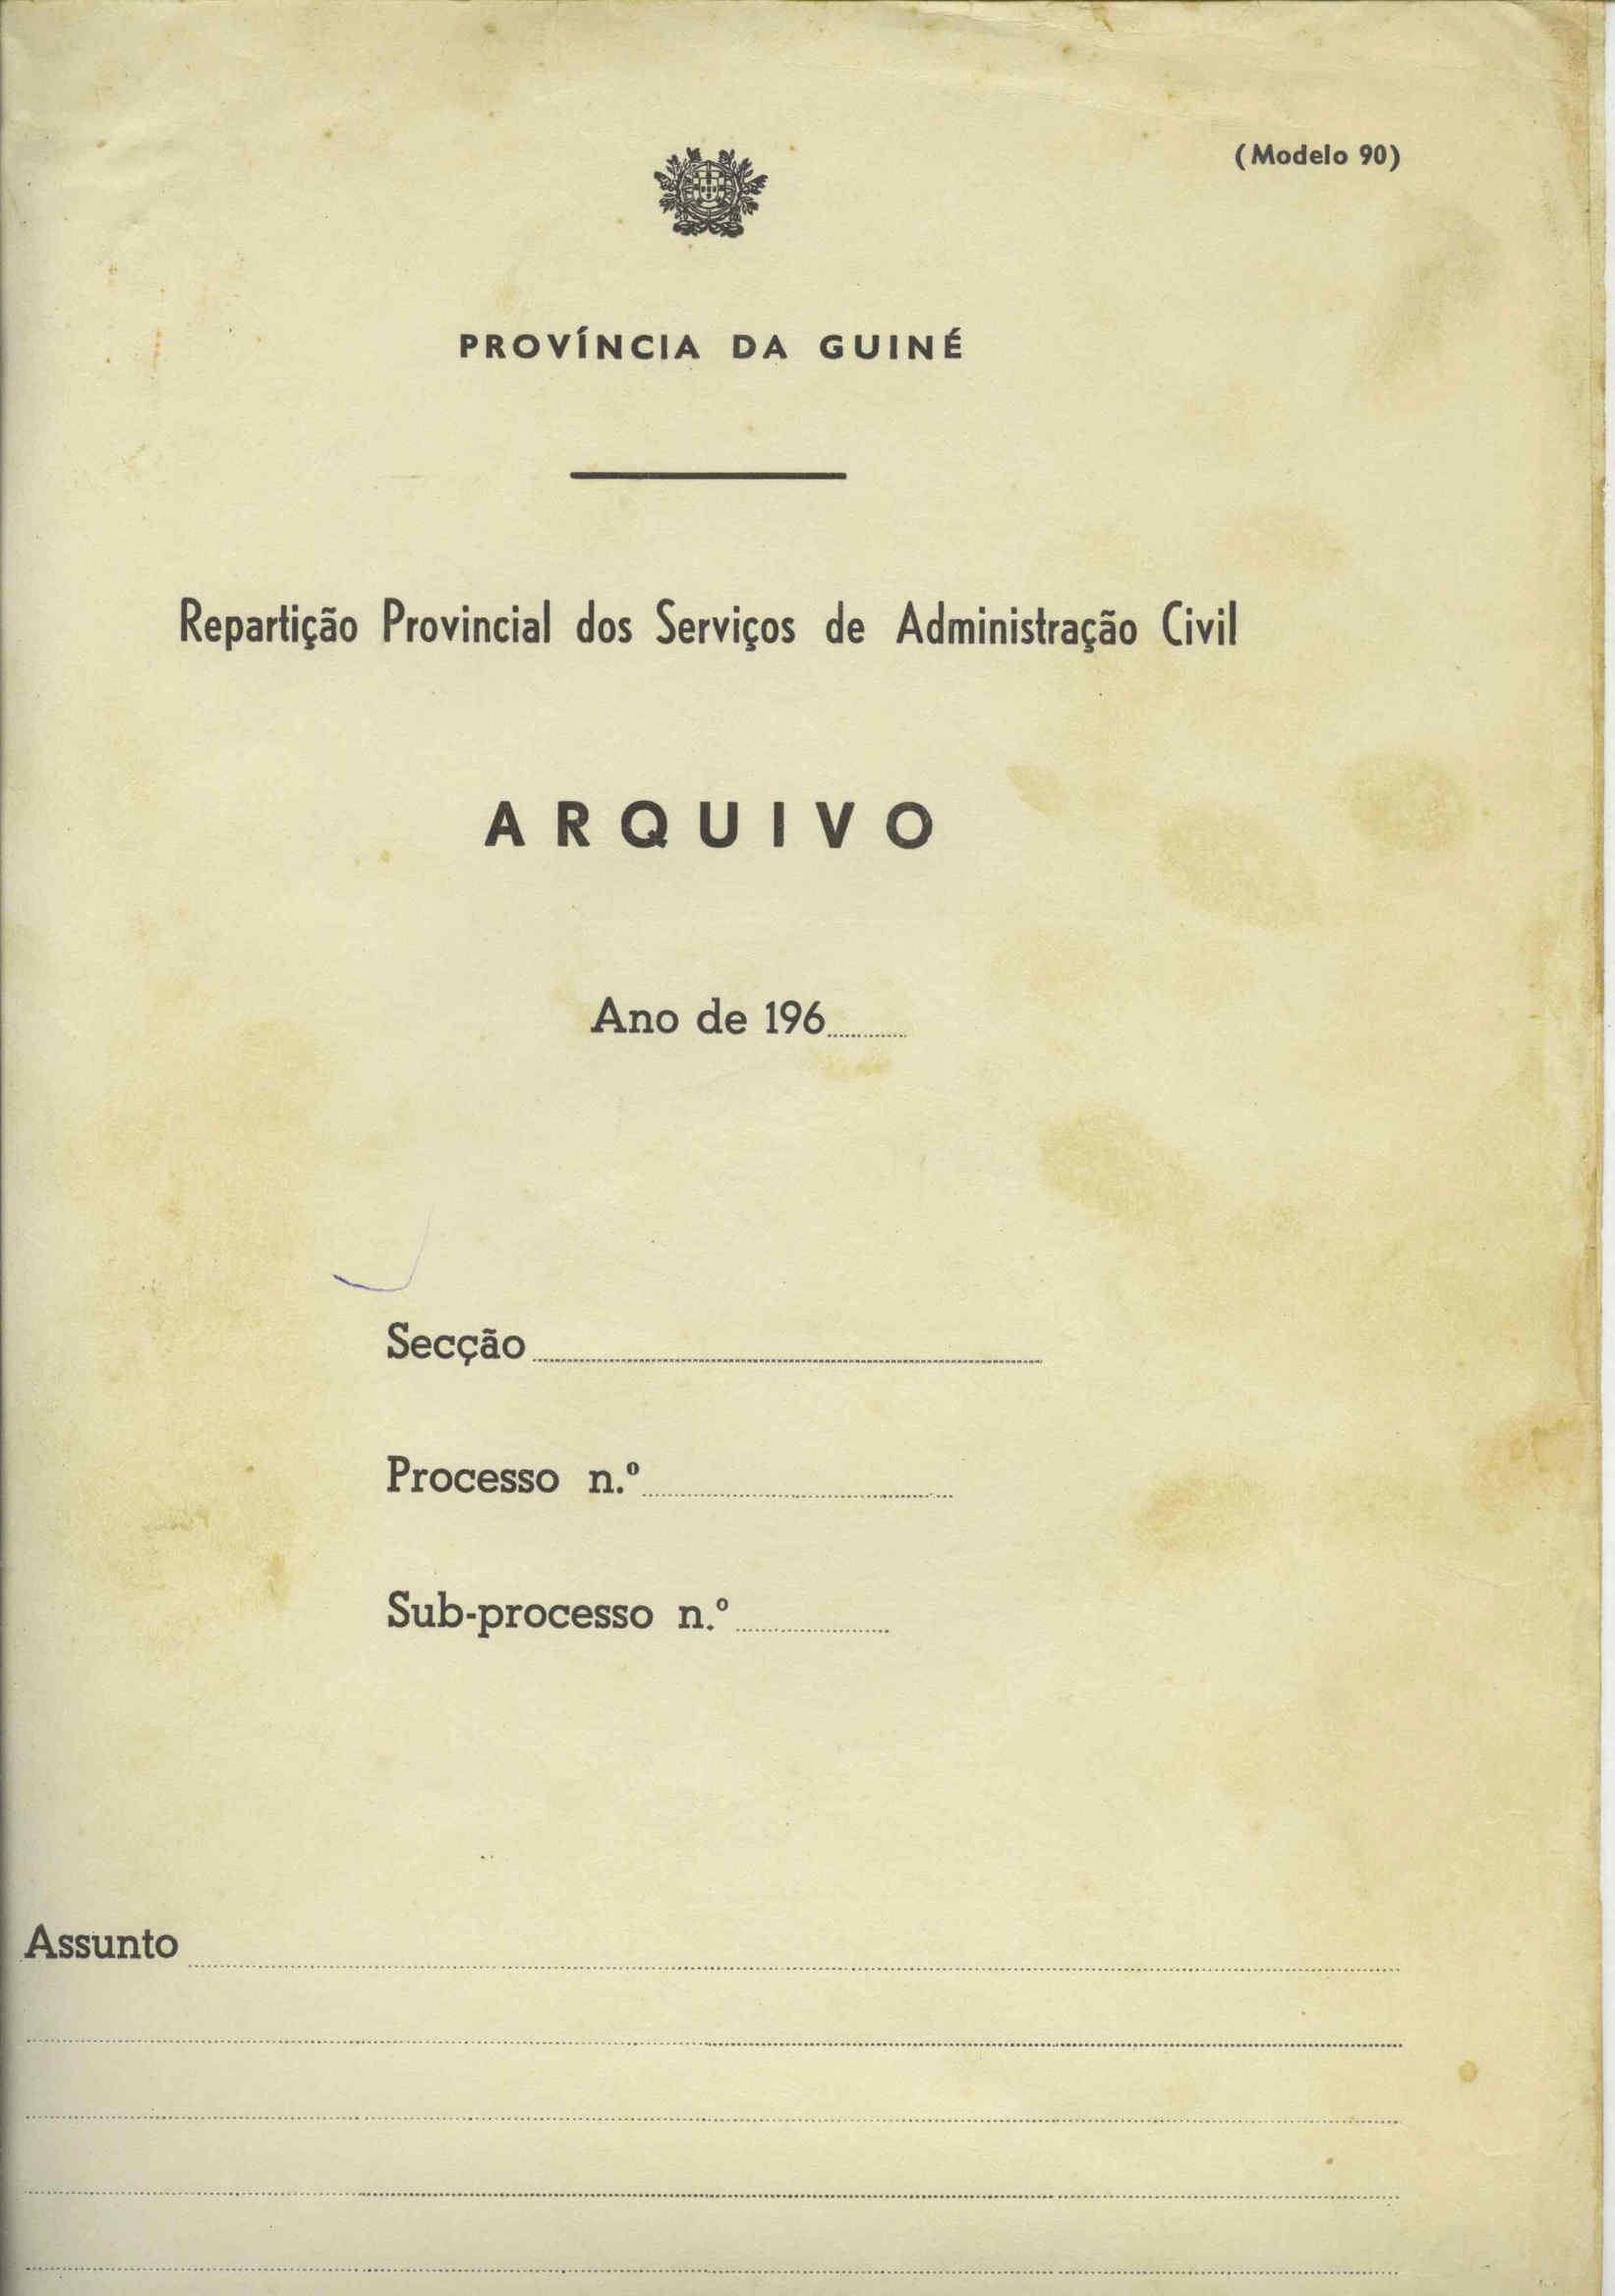 (Modelo 90)
PROVÍNCIA DA GUINÉ
Repartição Provincial dos Serviços de Administração Civil
ARQUIVO
Ano de 196
Secção
Processo n.º
Sub-processo n.º
Assunto